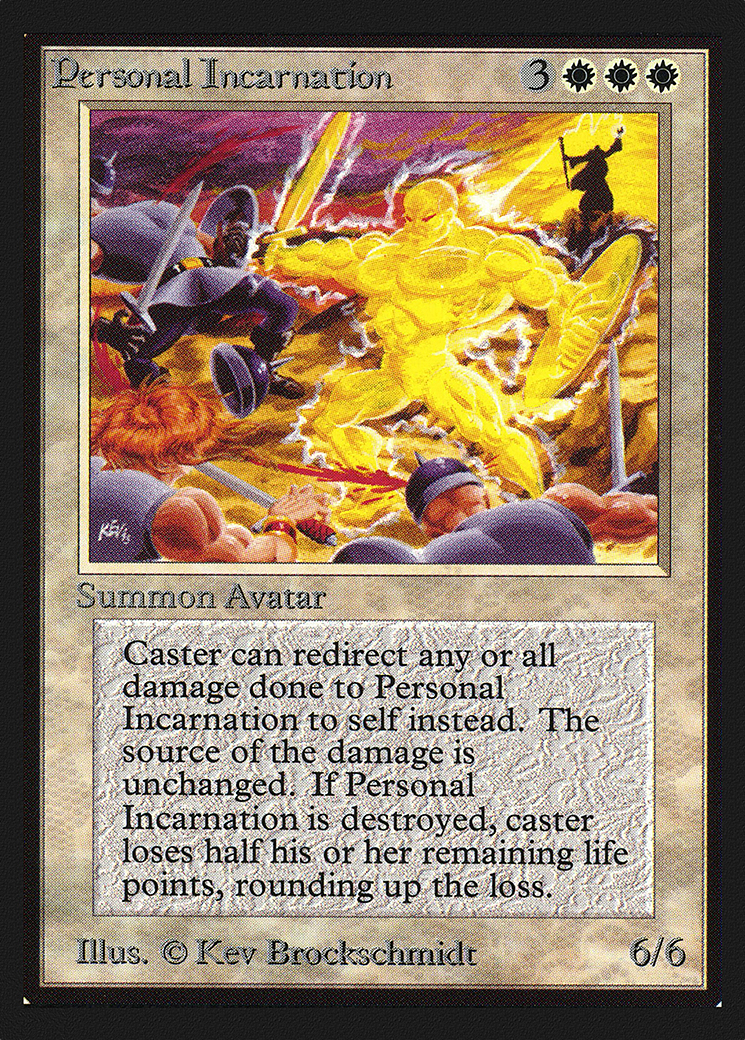 Personal Incarnation 3
KEV 93
Summon Avatar
Caster can redirect any or all
damage done to Personal
Incarnation to self instead. The
source of the damage is
unchanged. If Personal
Incarnation is destroyed, caster
loses half his or her remaining life
points, rounding up the loss.
Illus. © Kev Brockschmidt 6/6